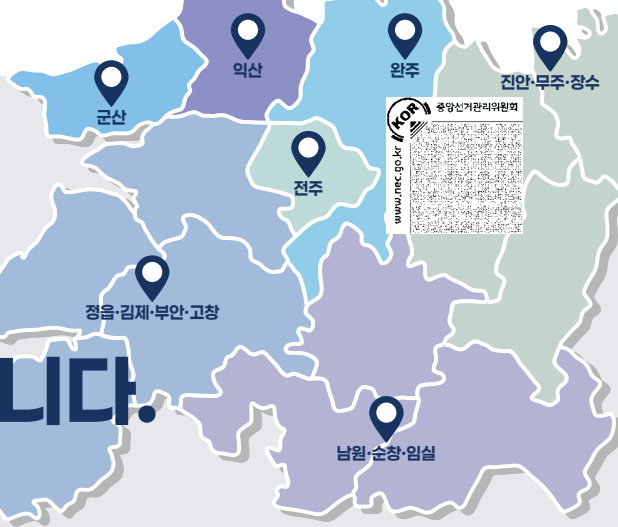 익산
완주
진안·무주·장수
군산
KOR
중앙선거관리위원회
www.nec.go.kr
전주
정읍·김제·부안·고창
니다.
남원·순창·임실